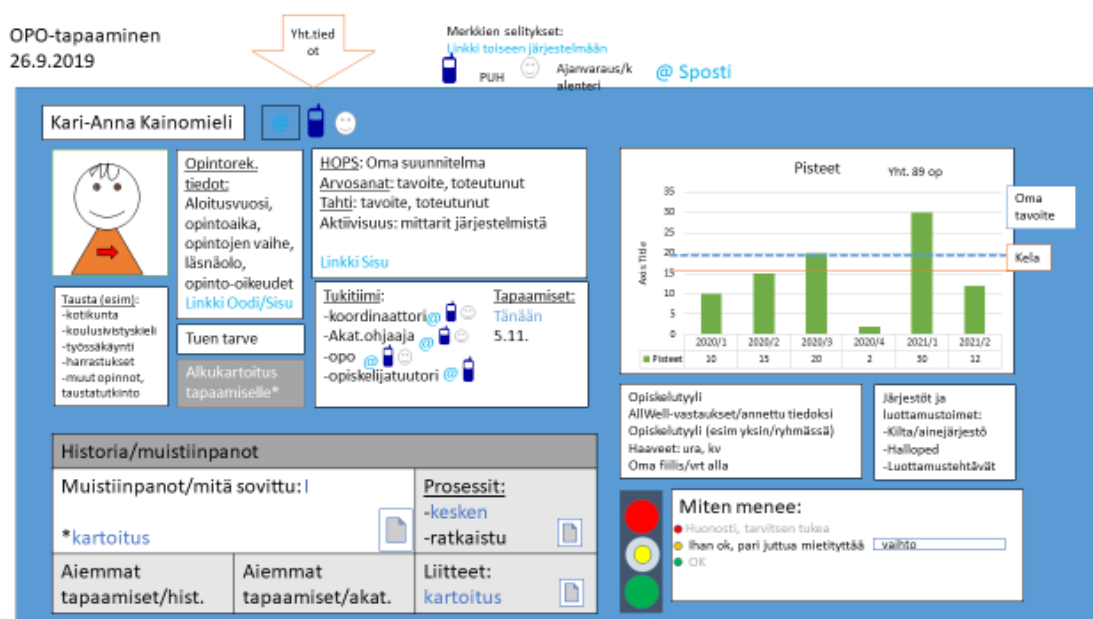 OPO-tapaaminen
26.9.2019
Yht.tied
ot
Merkkien selitykset:
Linkki toiseen järjestelmään
PUH
Ajanvaraus/k
alenteri
@ Sposti
Kari-Anna Kainomieli
@
Opintorek.
tiedot:
Aloitusvuosi,
opintoaika,
opintojen vaihe,
läsnäolo,
opinto-oikeudet
Linkki Oodi/Sisu
HOPS: Oma suunnitelma
Arvosanat: tavoite, toteutunut
Tahti: tavoite, toteutunut
Aktiivisuus: mittarit järjestelmistä
Linkki Sisu
Tausta (esim):
-kotikunta
-koulusivistyskieli
-työssäkäynti
-harrastukset
-muut opinnot,
taustatutkinto
Tuen tarve
Alkukartoitus
tapaamiselle*
Tukitiimi:
-koordinaattori@
-Akat.ohjaaja @
-opo @
-opiskelijatuutori @
Tapaamiset:
Tänään
5.11.
Pisteet
Yht. 89 op
Axis Title
35
30
25
20
15
10
5
0
2020/1 2020/2 2020/3 2020/4 2021/1 2021/2
Pisteet 10 15 20 2 30 12
Oma
tavoite
Kela
Opiskelutyyli
AllWell-vastaukset/annettu tiedoksi
Opiskelutyyli (esim yksin/ryhmässä)
Haaveet: ura, kv
Oma fiilis/vrt alla
Järjestöt ja
luottamustoimet:
-Kilta/ainejärjestö
-Halloped
-Luottamustehtävät
Historia/muistiinpanot
Muistiinpanot/mitä sovittu: I
*kartoitus
Prosessit:
-kesken
-ratkaistu
Aiemmat
tapaamiset/hist.
Aiemmat
tapaamiset/akat.
Liitteet:
kartoitus
Miten menee:
Huonosti, tarvitsen tukea
Ihan ok, pari juttua mietityttää vaihto
OK